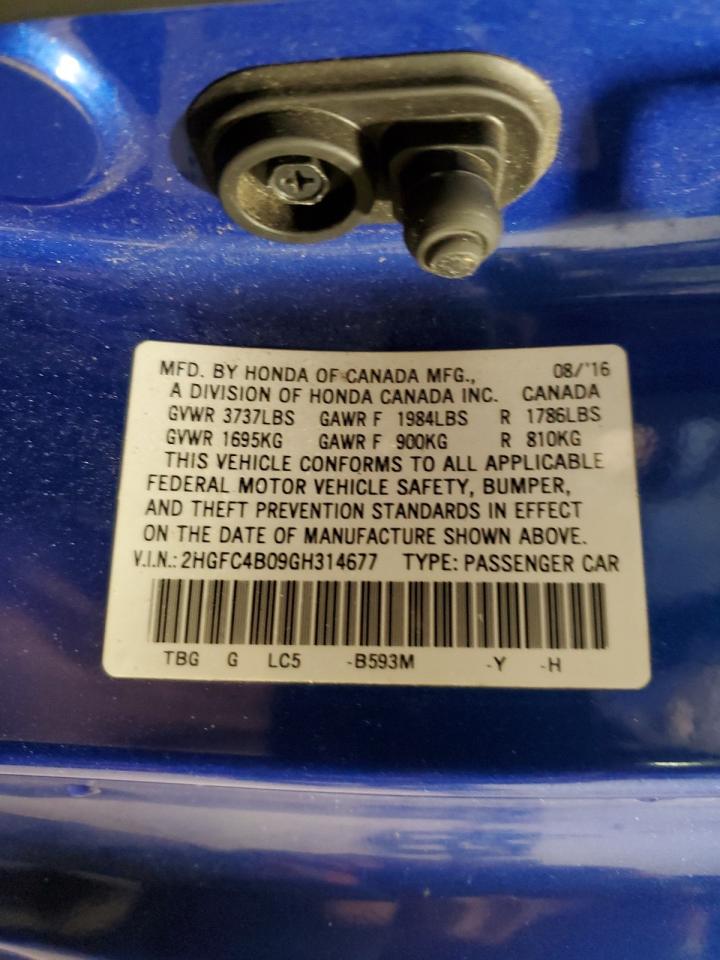 MFD. BY HONDA OF CANADA MFG., 08/'16
A DIVISION OF HONDA CANADA INC. CANADA
GVWR 3737LBS GAWR F 1984LBS R 1786LBS
GVWR 1695KG GAWR F 900KG R 810KG
THIS VEHICLE CONFORMS TO ALL APPLICABLE
FEDERAL MOTOR VEHICLE SAFETY, BUMPER,
AND THEFT PREVENTION STANDARDS IN EFFECT
ON THE DATE OF MANUFACTURE SHOWN ABOVE.
V.I.N.: 2HGFC4B09GH314677 TYPE: PASSENGER CAR
TBG G LC5 -B593M -Y -H